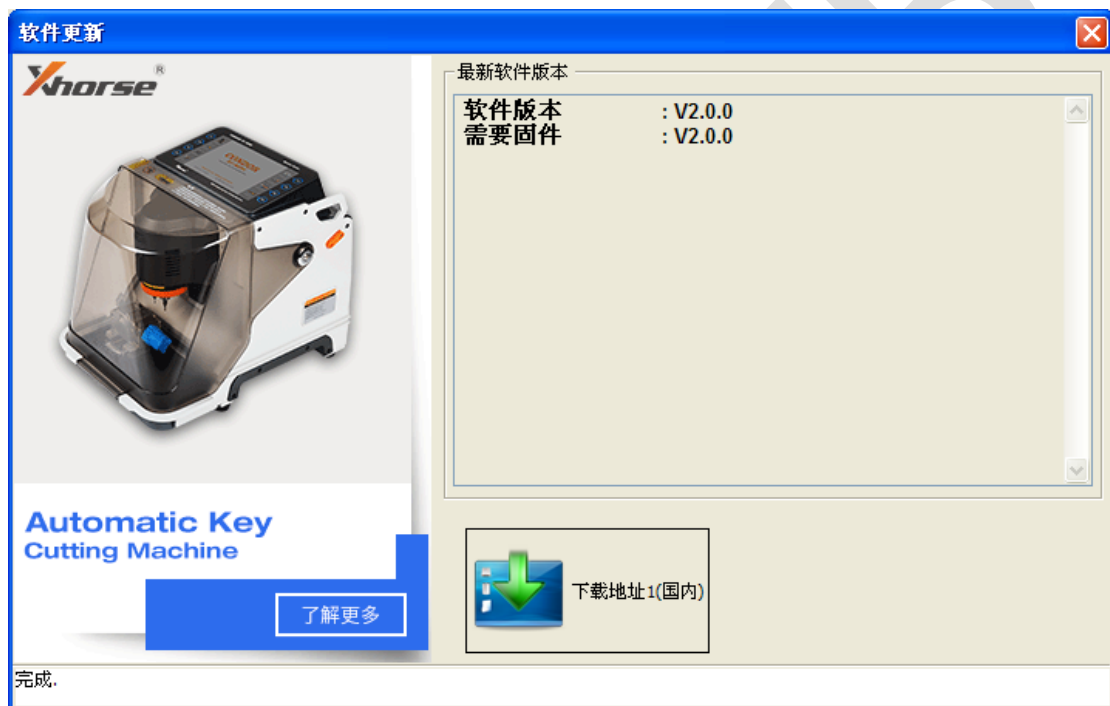 软件更新
Xhorse®
最新软件版本
软件版本 : V2.0.0
需要固件 : V2.0.0
CONDOR
Automatic Key
Cutting Machine
了解更多
下载地址1(国内)
完成.